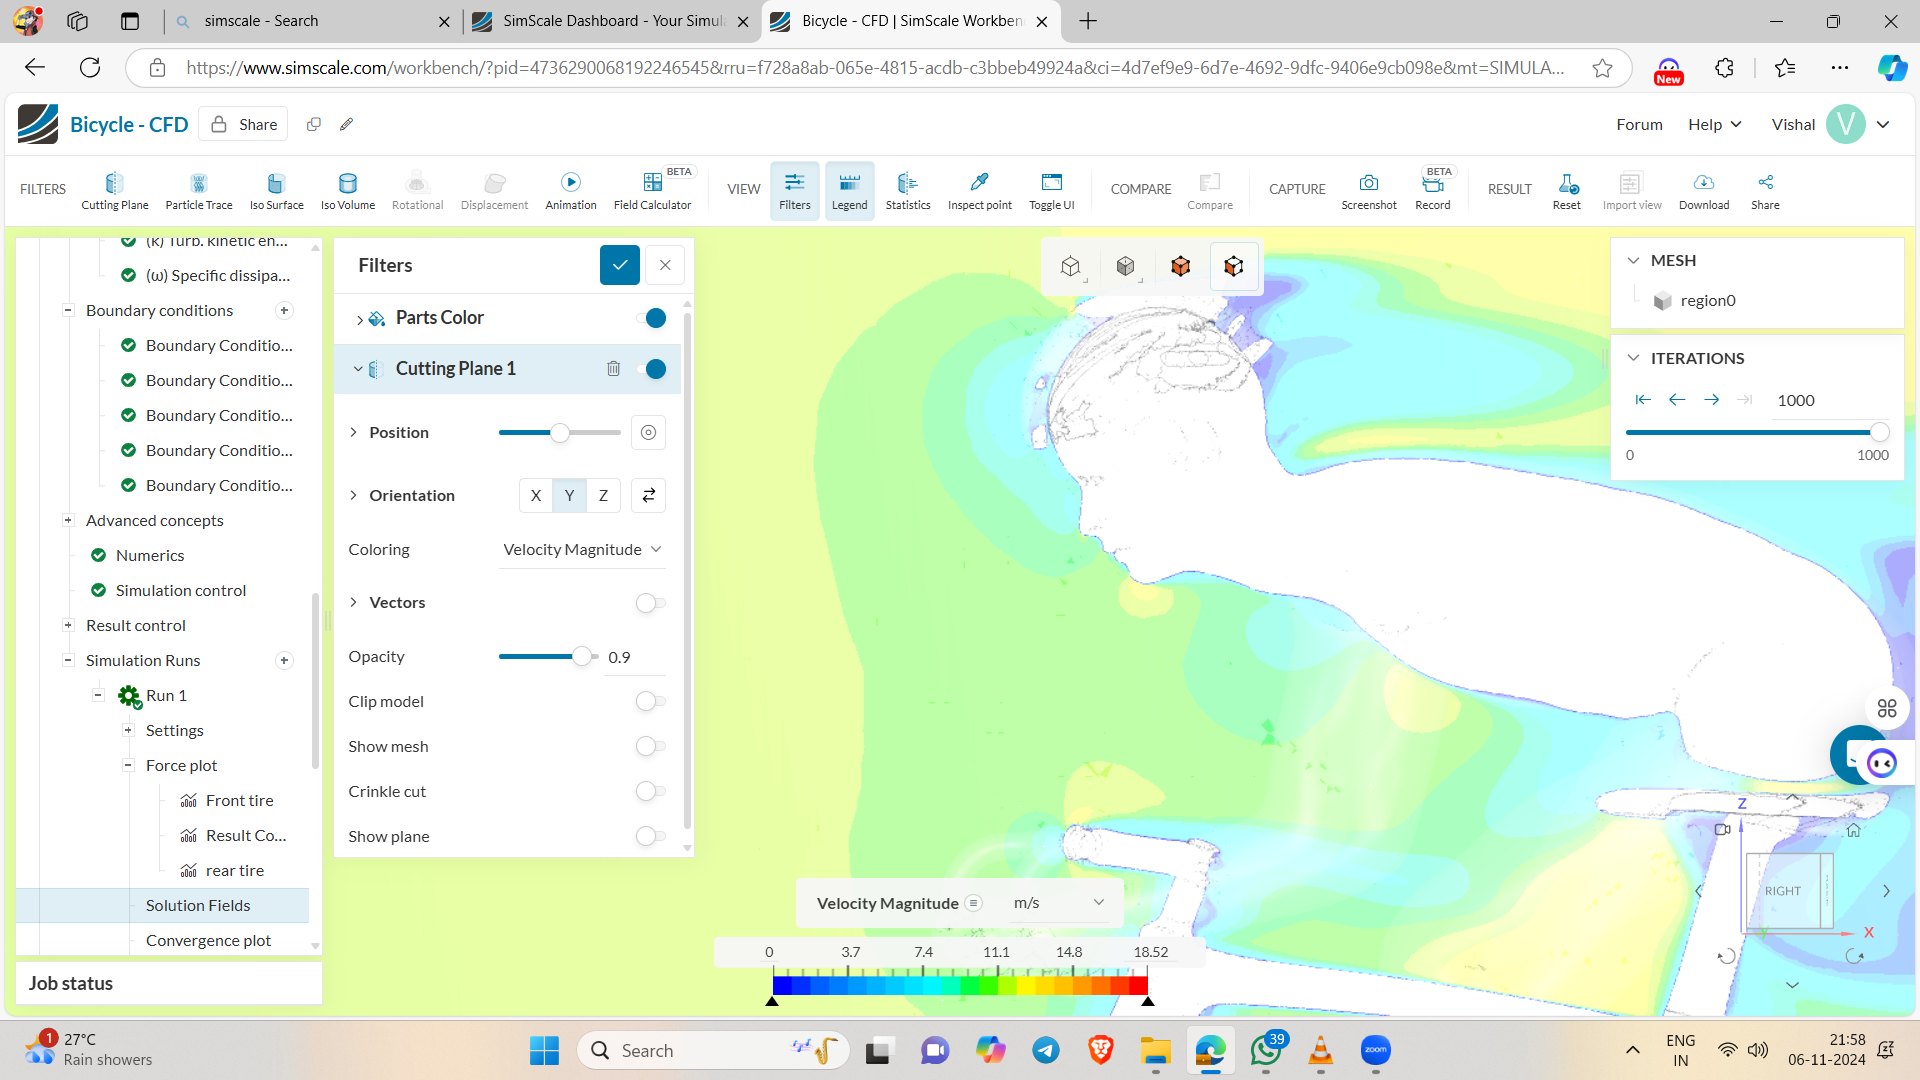 simscale - Search
SimScale Dashboard - Your Simul
Bicycle - CFD | SimScale Workben
https://www.simscale.com/workbench/?pid=4736290068192246545&rru=f728a8ab-065e-4815-acdb-c3bbeb49924a&ci=4d7ef9e9-6d7e-4692-9dfc-9406e9cb098e&mt=SIMULA...
New
Bicycle - CFD
Share
Forum
Help
Vishal
V
FILTERS
Cutting Plane
Particle Trace
Iso Surface
Iso Volume
Rotational
Displacement
Animation
BETA
Field Calculator
VIEW
Filters
Legend
Statistics
Inspect point
Toggle UI
COMPARE
Compare
CAPTURE
Screenshot
BETA
Record
RESULT
Reset
Import view
Download
Share
(k) Turb. kinetic en...
(ω) Specific dissipa...
Boundary conditions
Boundary Conditio...
Boundary Conditio...
Boundary Conditio...
Boundary Conditio...
Boundary Conditio...
Advanced concepts
Numerics
Simulation control
Result control
Simulation Runs
Run 1
Settings
Force plot
Front tire
Result Co...
rear tire
Solution Fields
Convergence plot
Job status
Filters
Parts Color
Cutting Plane 1
Position
Orientation
X
Y
Z
Coloring
Velocity Magnitude
Vectors
Opacity
0.9
Clip model
Show mesh
Crinkle cut
Show plane
MESH
region0
ITERATIONS
1000
0
1000
Velocity Magnitude
m/s
0
3.7
7.4
11.1
14.8
18.52
Z
RIGHT
Y
X
1
27°C
Rain showers
Search
39
zoom
ENG
IN
21:58
06-11-2024